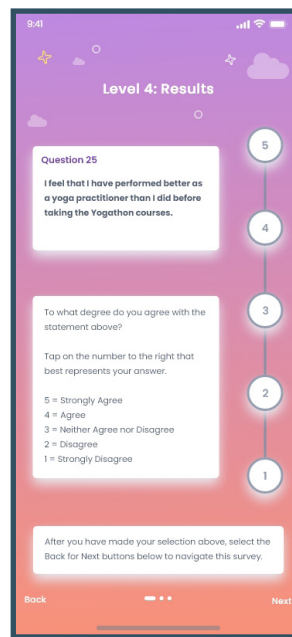 9:41
Level 4: Results
5
Question 25
I feel that I have performed better as
a yoga practitioner than I did before
taking the Yogathon courses.
4
To what degree do you agree with the
statement above?
3
Tap on the number to the right that
best represents your answer.
5 = Strongly Agree
2
4 = Agree
3 = Neither Agree nor Disagree
2 = Disagree
1 = Strongly Disagree
1
After you have made your selection above, select the
Back for Next buttons below to navigate this survey.
Back
Next